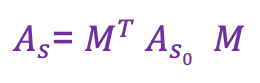 A_s = M^T A_{s_0} M